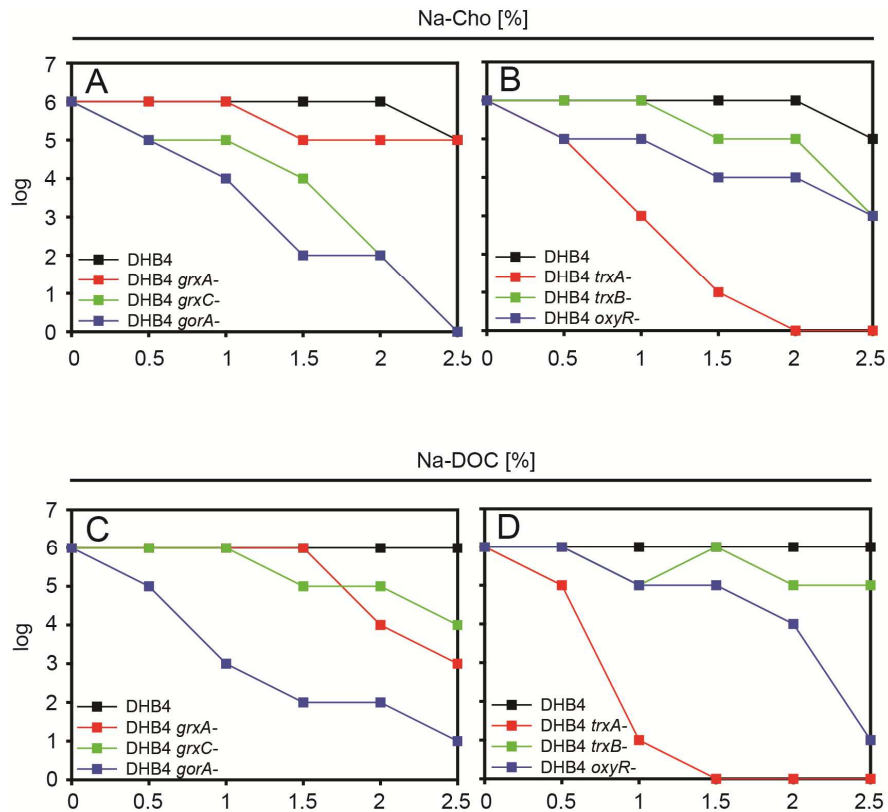 Na-Cho [%]
7
6
5
4
3
2
1
0
log
A
DHB4
DHB4 grxA-
DHB4 grxC-
DHB4 gorA-
0 0.5 1 1.5 2 2.5
B
DHB4
DHB4 trxA-
DHB4 trxB-
DHB4 oxyR-
0 0.5 1 1.5 2 2.5
Na-DOC [%]
7
6
5
4
3
2
1
0
log
C
DHB4
DHB4 grxA-
DHB4 grxC-
DHB4 gorA-
0 0.5 1 1.5 2 2.5
D
DHB4
DHB4 trxA-
DHB4 trxB-
DHB4 oxyR-
0 0.5 1 1.5 2 2.5